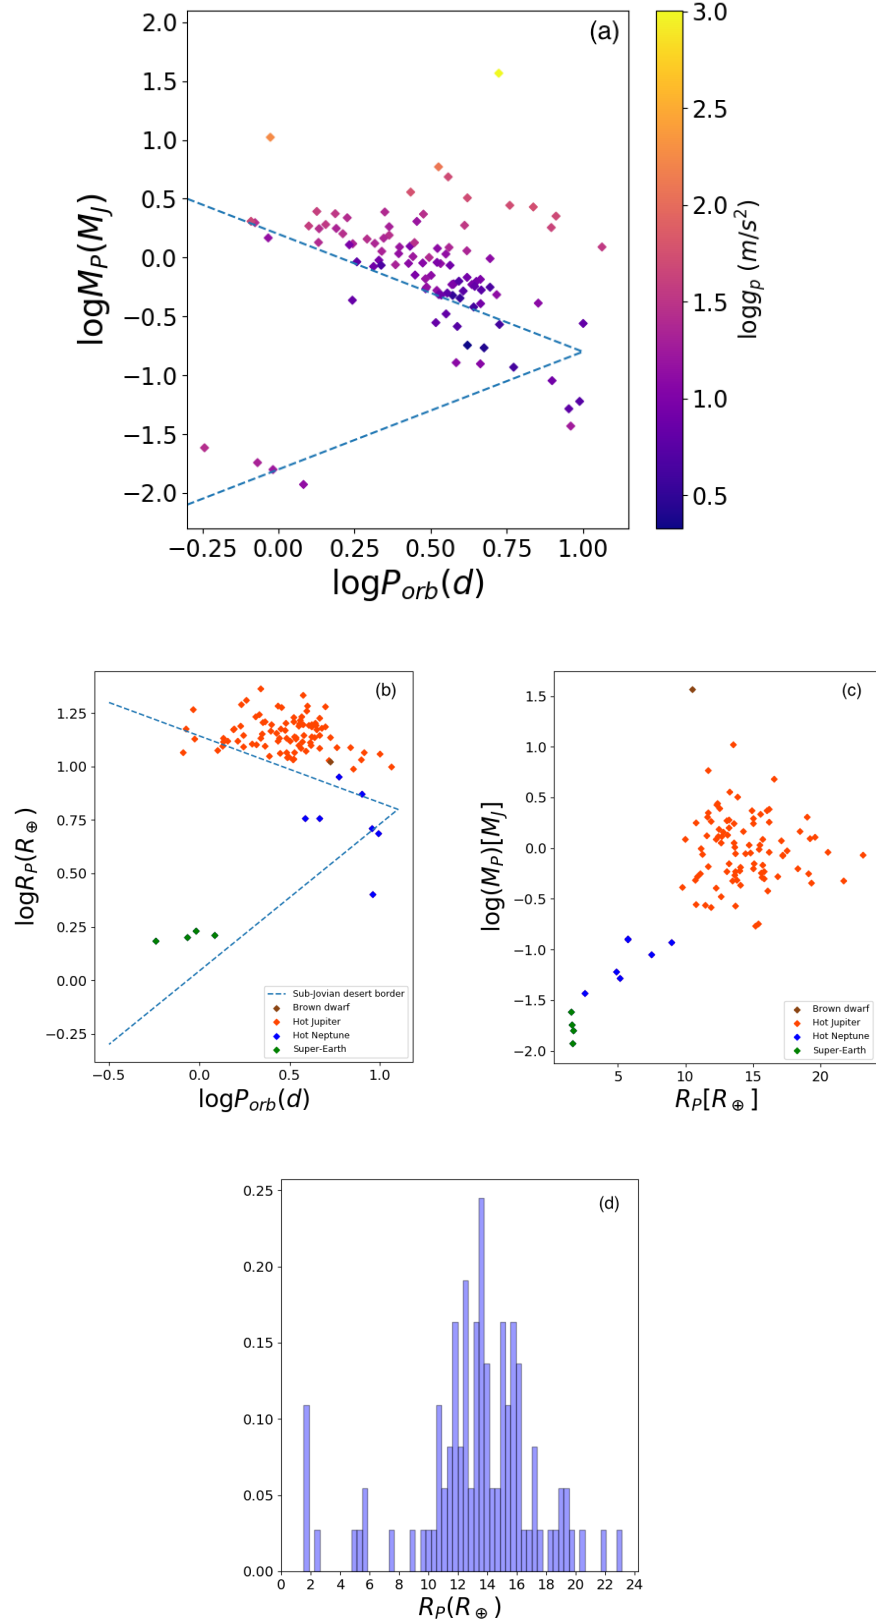 (a)
2.0
1.5
1.0
0.5
0.0
−0.5
−1.0
−1.5
−2.0
logM_P(M_J)
−0.25 0.00 0.25 0.50 0.75 1.00
logP_orb(d)
3.0
2.5
2.0
1.5
1.0
0.5
logg_p (m/s²)
(b)
1.25
1.00
0.75
0.50
0.25
0.00
−0.25
logR_P(R_⊕)
Sub-Jovian desert border
Brown dwarf
Hot Jupiter
Hot Neptune
Super-Earth
−0.5 0.0 0.5 1.0
logP_orb(d)
(c)
1.5
1.0
0.5
0.0
−0.5
−1.0
−1.5
−2.0
log(M_P)[M_J]
Brown dwarf
Hot Jupiter
Hot Neptune
Super-Earth
5 10 15 20
R_P[R_⊕]
(d)
0.25
0.20
0.15
0.10
0.05
0.00
0 2 4 6 8 10 12 14 16 18 20 22 24
R_P(R_⊕)